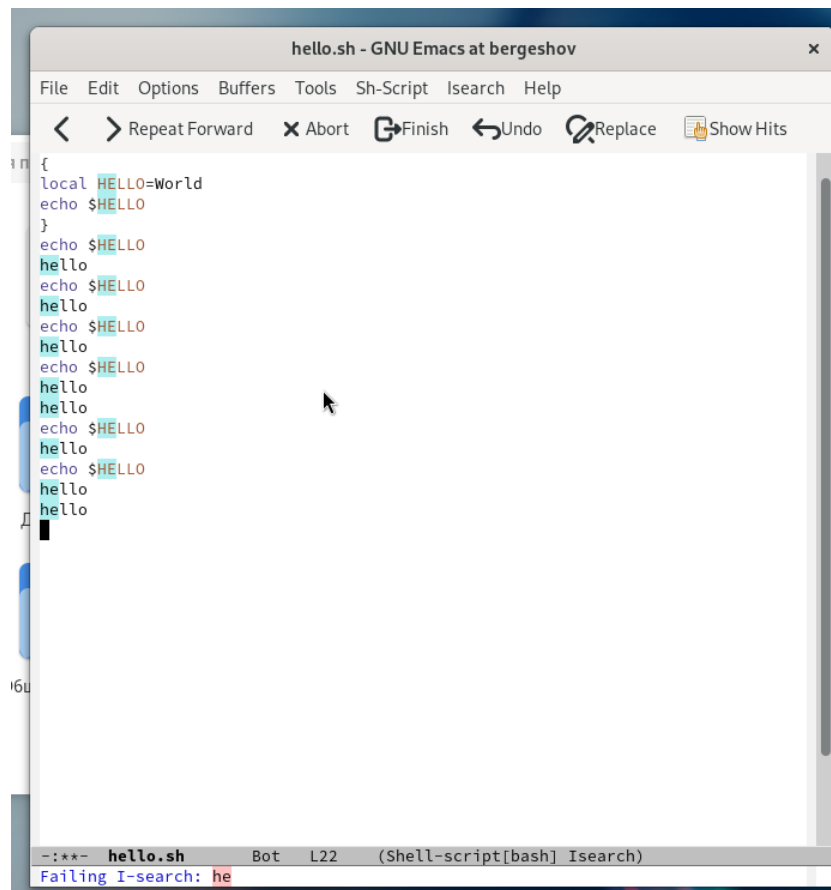 hello.sh - GNU Emacs at bergeshov
File Edit Options Buffers Tools Sh-Script Isearch Help
Repeat Forward Abort Finish Undo Replace Show Hits
{
local HELLO=World
echo $HELLO
}
echo $HELLO
hello
echo $HELLO
hello
echo $HELLO
hello
echo $HELLO
hello
hello
echo $HELLO
hello
echo $HELLO
hello
hello
-:**- hello.sh Bot L22 (Shell-script[bash] Isearch)
Failing I-search: he